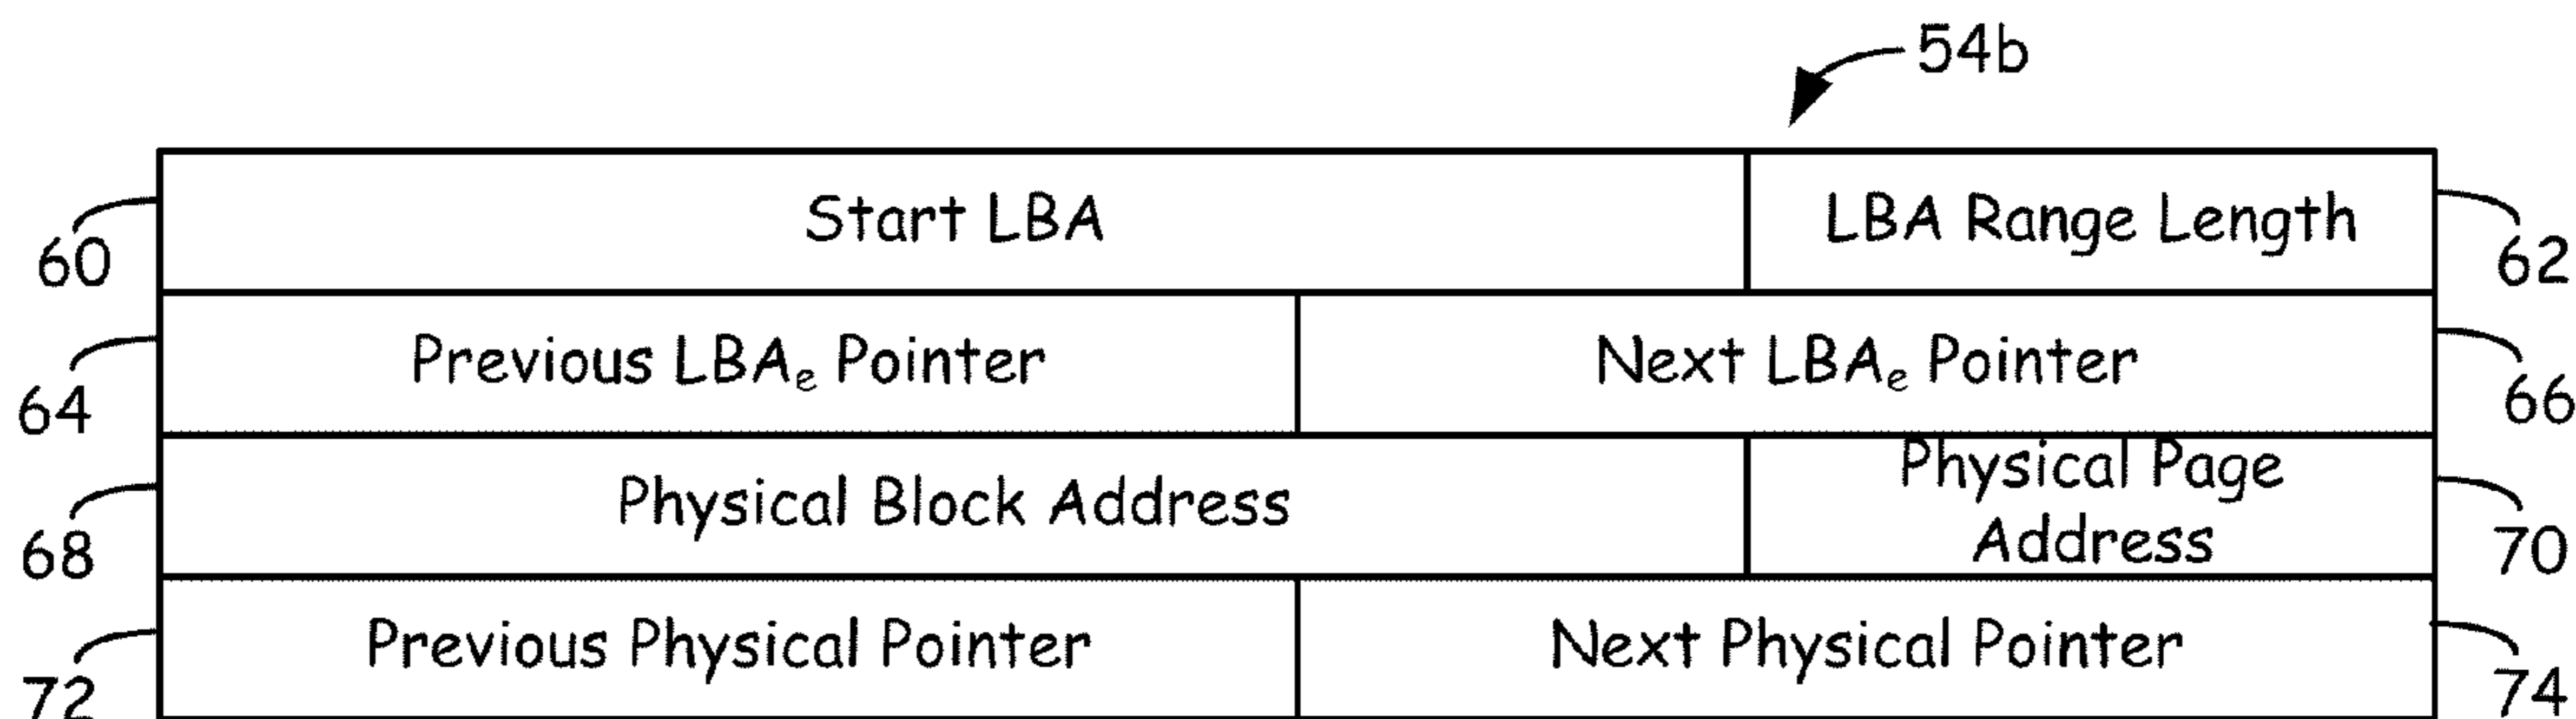 54b
Start LBA LBA Range Length
60 62
Previous LBAₑ Pointer Next LBAₑ Pointer
64 66
Physical Block Address Physical Page
Address
68 70
Previous Physical Pointer Next Physical Pointer
72 74